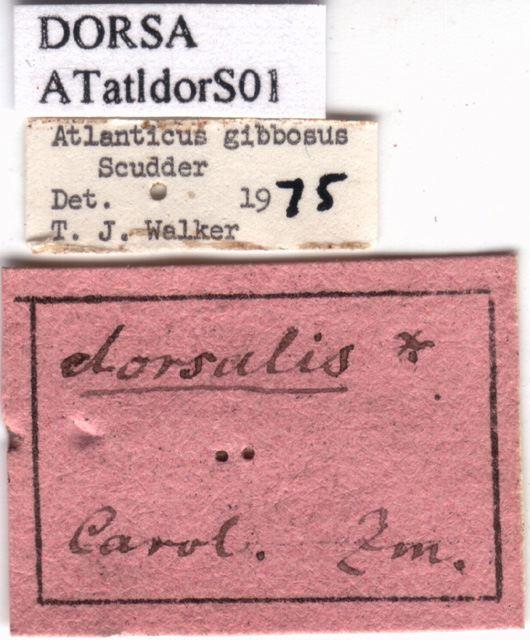 DORSA
ATatldorS01
Atlanticus gibbosus
Scudder
Det. 1975
T. J. Walker
dorsalis *
Carol. Zm.